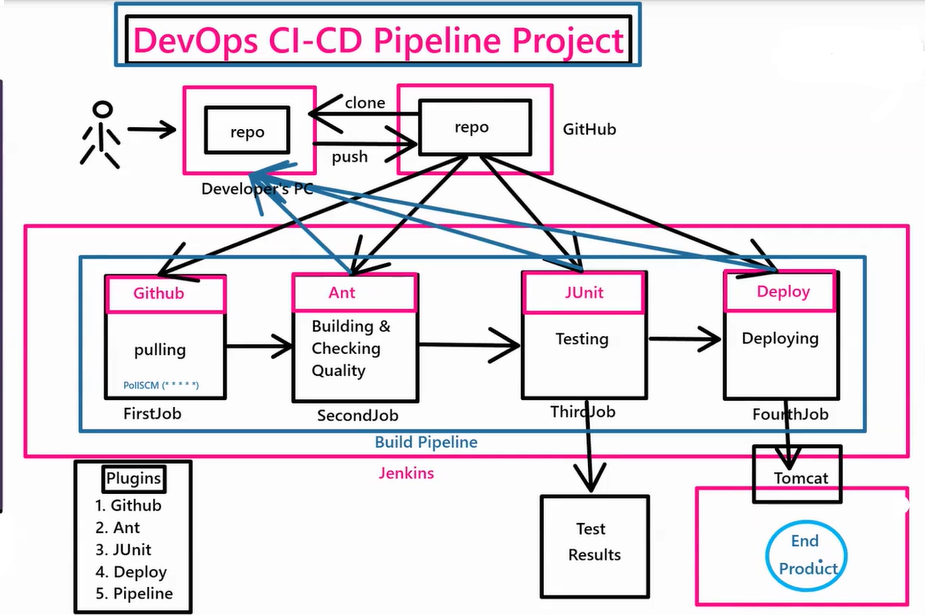 DevOps CI-CD Pipeline Project
clone
repo
repo
GitHub
push
Developer's PC
Github
Ant
JUnit
Deploy
pulling
Building &
Checking
Quality
Testing
Deploying
PollSCM (* * * * *)
FirstJob
SecondJob
ThirdJob
FourthJob
Build Pipeline
Jenkins
Plugins
1. Github
2. Ant
3. JUnit
4. Deploy
5. Pipeline
Test
Results
Tomcat
End
Product